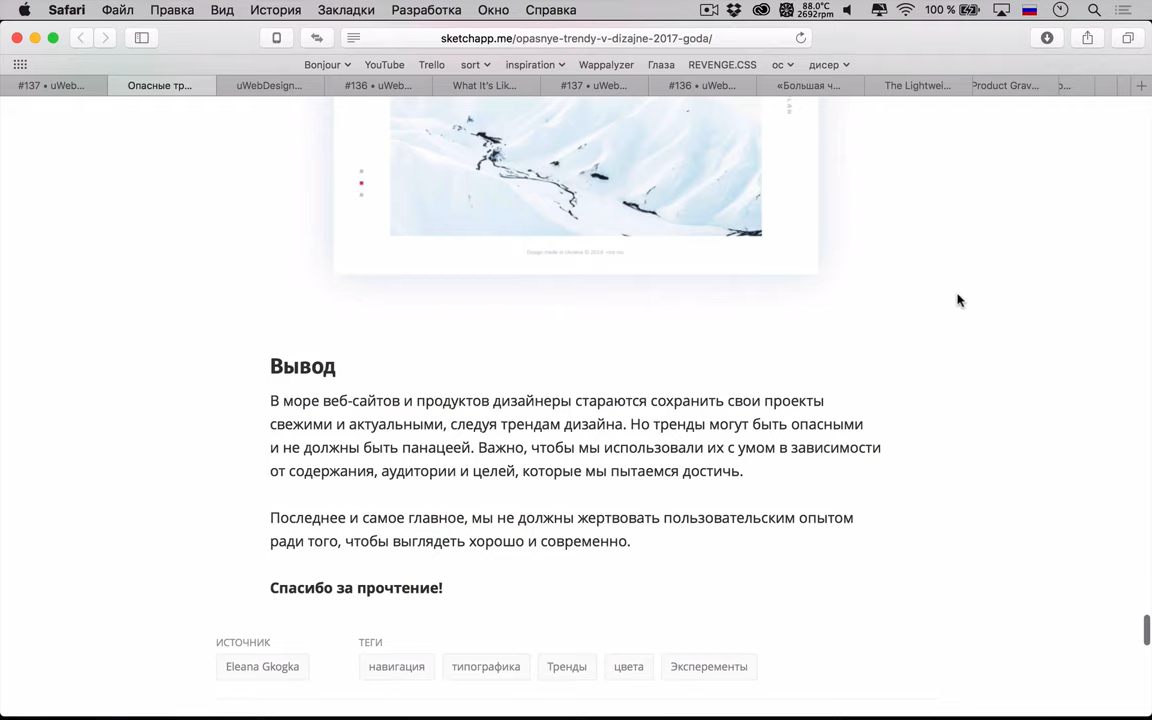 Safari Файл Правка Вид История Закладки Разработка Окно Справка 88.0°C 2692rpm 100 %
sketchapp.me/opasnye-trendy-v-dizajne-2017-goda/
Bonjour YouTube Trello sort inspiration Wappalyzer Глаза REVENGE.CSS ос дисер
#137 • uWeb... Опасные тр... uWebDesign... #136 • uWeb... What It's Lik... #137 • uWeb... #136 • uWeb... «Большая ч... The Lightwei... Product Grav...
Вывод
В море веб-сайтов и продуктов дизайнеры стараются сохранить свои проекты
свежими и актуальными, следуя трендам дизайна. Но тренды могут быть опасными
и не должны быть панацеей. Важно, чтобы мы использовали их с умом в зависимости
от содержания, аудитории и целей, которые мы пытаемся достичь.
Последнее и самое главное, мы не должны жертвовать пользовательским опытом
ради того, чтобы выглядеть хорошо и современно.
Спасибо за прочтение!
ИСТОЧНИК ТЕГИ
Eleana Gkogka навигация типографика Тренды цвета Эксперементы